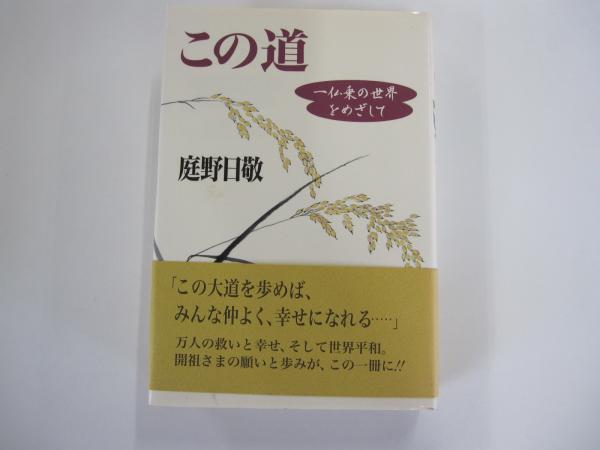 この道
一仏乗の世界
をめざして
庭野日敬
「この大道を歩めば、
みんな仲よく、幸せになれる……」
万人の救いと幸せ、そして世界平和。
開祖さまの願いと歩みが、この一冊に!!